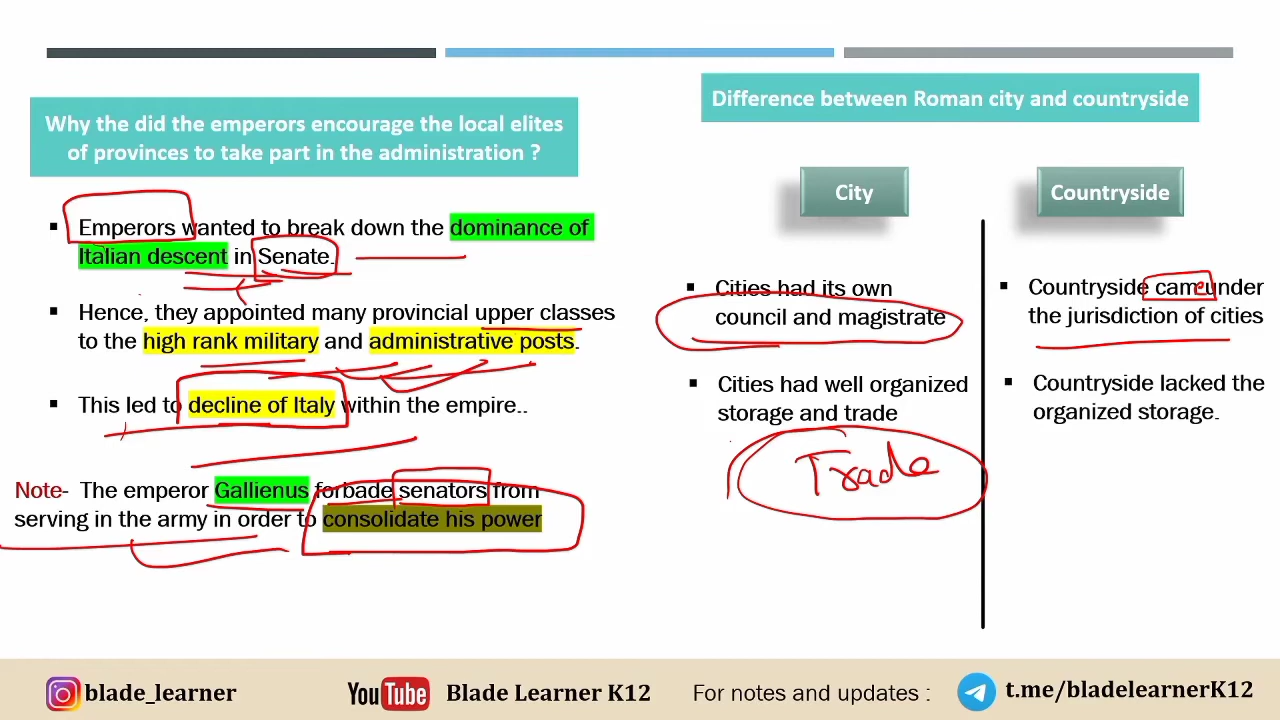 Why the did the emperors encourage the local elites
of provinces to take part in the administration ?
Emperors wanted to break down the dominance of
Italian descent in Senate.
Hence, they appointed many provincial upper classes
to the high rank military and administrative posts.
This led to decline of Italy within the empire..
Note- The emperor Gallienus forbade senators from
serving in the army in order to consolidate his power
Difference between Roman city and countryside
City
Cities had its own
council and magistrate
Cities had well organized
storage and trade
Trade
Countryside
Countryside came under
the jurisdiction of cities
Countryside lacked the
organized storage.
blade_learner
YouTube Blade Learner K12
For notes and updates :
t.me/bladelearnerK12